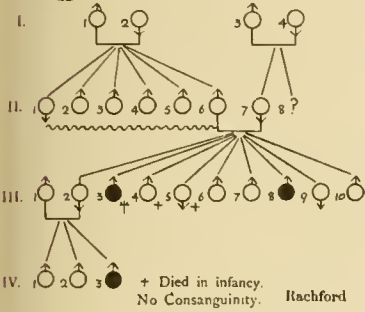 I. 1 2 3 4
II. 1 2 3 4 5 6 7 8?
III. 1 2 3 4 + 5 + 6 7 8 9 10
IV. 1 2 3 + Died in infancy.
No Consanguinity. Rachford